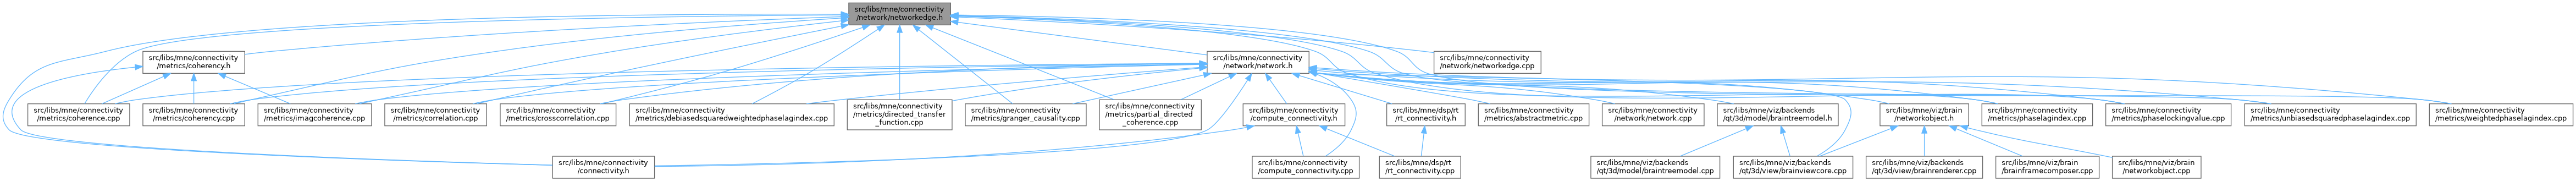 src/libs/mne/connectivity
/network/networkedge.h
src/libs/mne/connectivity
/metrics/coherency.h
src/libs/mne/connectivity
/network/network.h
src/libs/mne/connectivity
/network/networkedge.cpp
src/libs/mne/connectivity
/metrics/coherence.cpp
src/libs/mne/connectivity
/metrics/coherency.cpp
src/libs/mne/connectivity
/metrics/imagcoherence.cpp
src/libs/mne/connectivity
/metrics/correlation.cpp
src/libs/mne/connectivity
/metrics/crosscorrelation.cpp
src/libs/mne/connectivity
/metrics/debiasedsquaredweightedphaselagindex.cpp
src/libs/mne/connectivity
/metrics/directed_transfer
_function.cpp
src/libs/mne/connectivity
/metrics/granger_causality.cpp
src/libs/mne/connectivity
/metrics/partial_directed
_coherence.cpp
src/libs/mne/connectivity
/compute_connectivity.h
src/libs/mne/dsp/rt
/rt_connectivity.h
src/libs/mne/connectivity
/metrics/abstractmetric.cpp
src/libs/mne/connectivity
/network/network.cpp
src/libs/mne/viz/backends
/qt/3d/model/braintreemodel.h
src/libs/mne/viz/brain
/networkobject.h
src/libs/mne/connectivity
/metrics/phaselagindex.cpp
src/libs/mne/connectivity
/metrics/phaselockingvalue.cpp
src/libs/mne/connectivity
/metrics/unbiasedsquaredphaselagindex.cpp
src/libs/mne/connectivity
/metrics/weightedphaselagindex.cpp
src/libs/mne/connectivity
/connectivity.h
src/libs/mne/connectivity
/compute_connectivity.cpp
src/libs/mne/dsp/rt
/rt_connectivity.cpp
src/libs/mne/viz/backends
/qt/3d/model/braintreemodel.cpp
src/libs/mne/viz/backends
/qt/3d/view/brainviewcore.cpp
src/libs/mne/viz/backends
/qt/3d/view/brainrenderer.cpp
src/libs/mne/viz/brain
/brainframecomposer.cpp
src/libs/mne/viz/brain
/networkobject.cpp